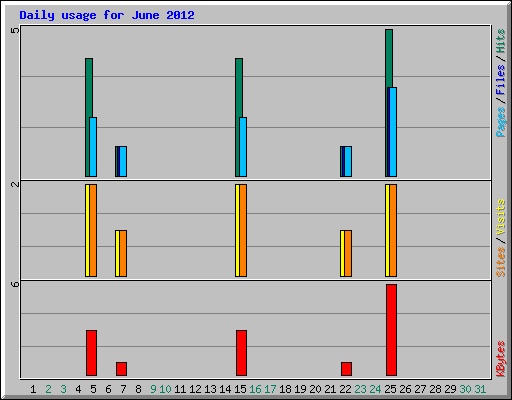 Daily usage for June 2012
5
Pages/Files/Hits
2
Sites/Visits
6
KBytes
1 2 3 4 5 6 7 8 9 10 11 12 13 14 15 16 17 18 19 20 21 22 23 24 25 26 27 28 29 30 31